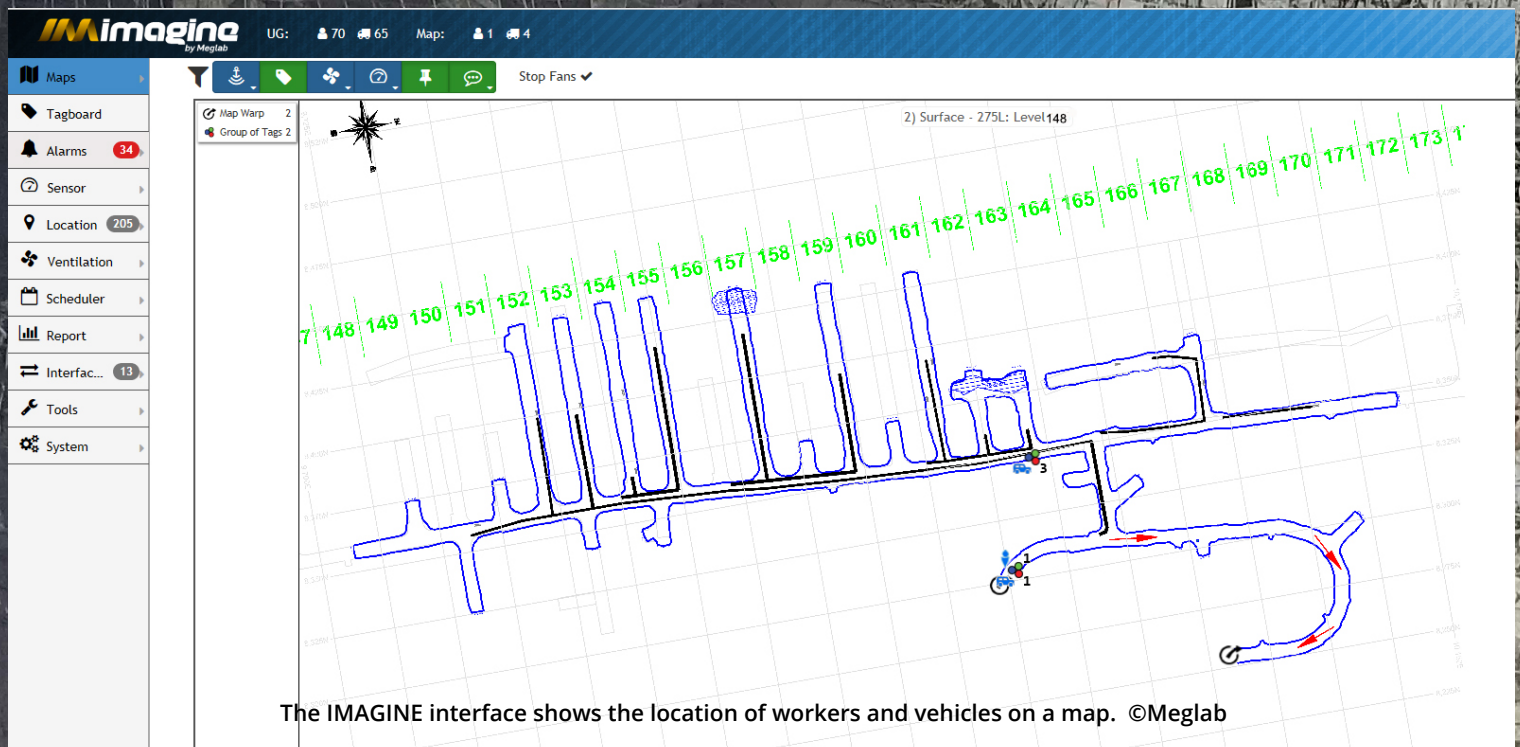 imagine
by Meglab
UG: 70 65 Map: 1 4
Maps
Stop Fans ✔
Tagboard
Alarms 34
Sensor
Location 205
Ventilation
Scheduler
Report
Interfac... 13
Tools
System
Map Warp 2
Group of Tags 2
2) Surface - 275L: Level 148
7 148 149 150 151 152 153 154 155 156 157 158 159 160 161 162 163 164 165 166 167 168 169 170 171 172 173 1
3
1
1
The IMAGINE interface shows the location of workers and vehicles on a map. ©Meglab